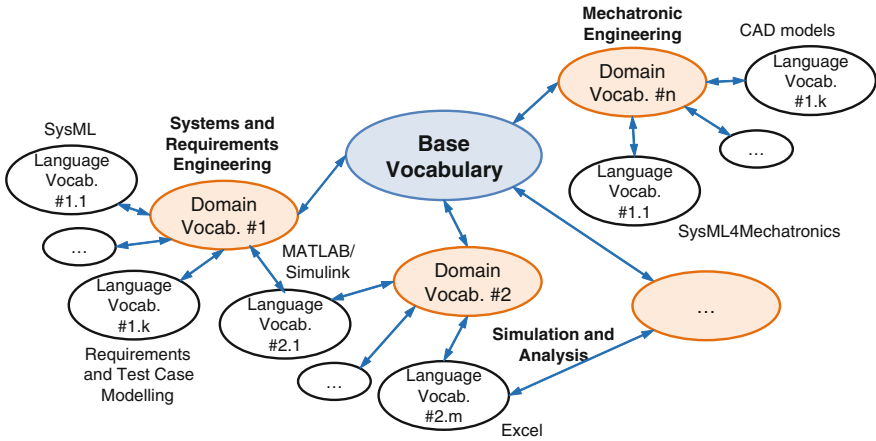 Mechatronic
Engineering
CAD models
Language
Vocab.
#1.k
Domain
Vocab. #n
...
Language
Vocab.
#1.1
SysML4Mechatronics
Base
Vocabulary
Systems and
Requirements
Engineering
SysML
Language
Vocab.
#1.1
Domain
Vocab. #1
...
Language
Vocab.
#1.k
Requirements
and Test Case
Modelling
MATLAB/
Simulink
Language
Vocab.
#2.1
Domain
Vocab. #2
...
Language
Vocab.
#2.m
Excel
Simulation and
Analysis
...